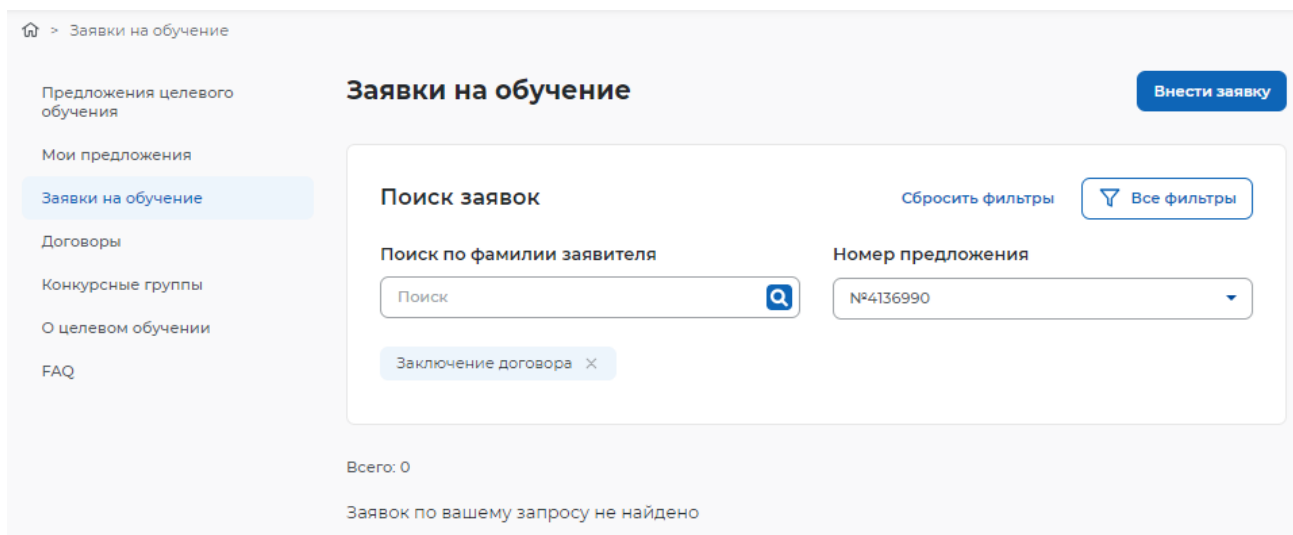 > Заявки на обучение
Предложения целевого
обучения
Мои предложения
Заявки на обучение
Договоры
Конкурсные группы
О целевом обучении
FAQ
Заявки на обучение
Внести заявку
Поиск заявок
Сбросить фильтры
Все фильтры
Поиск по фамилии заявителя
Номер предложения
Поиск
№4136990
Заключение договора ×
Всего: 0
Заявок по вашему запросу не найдено